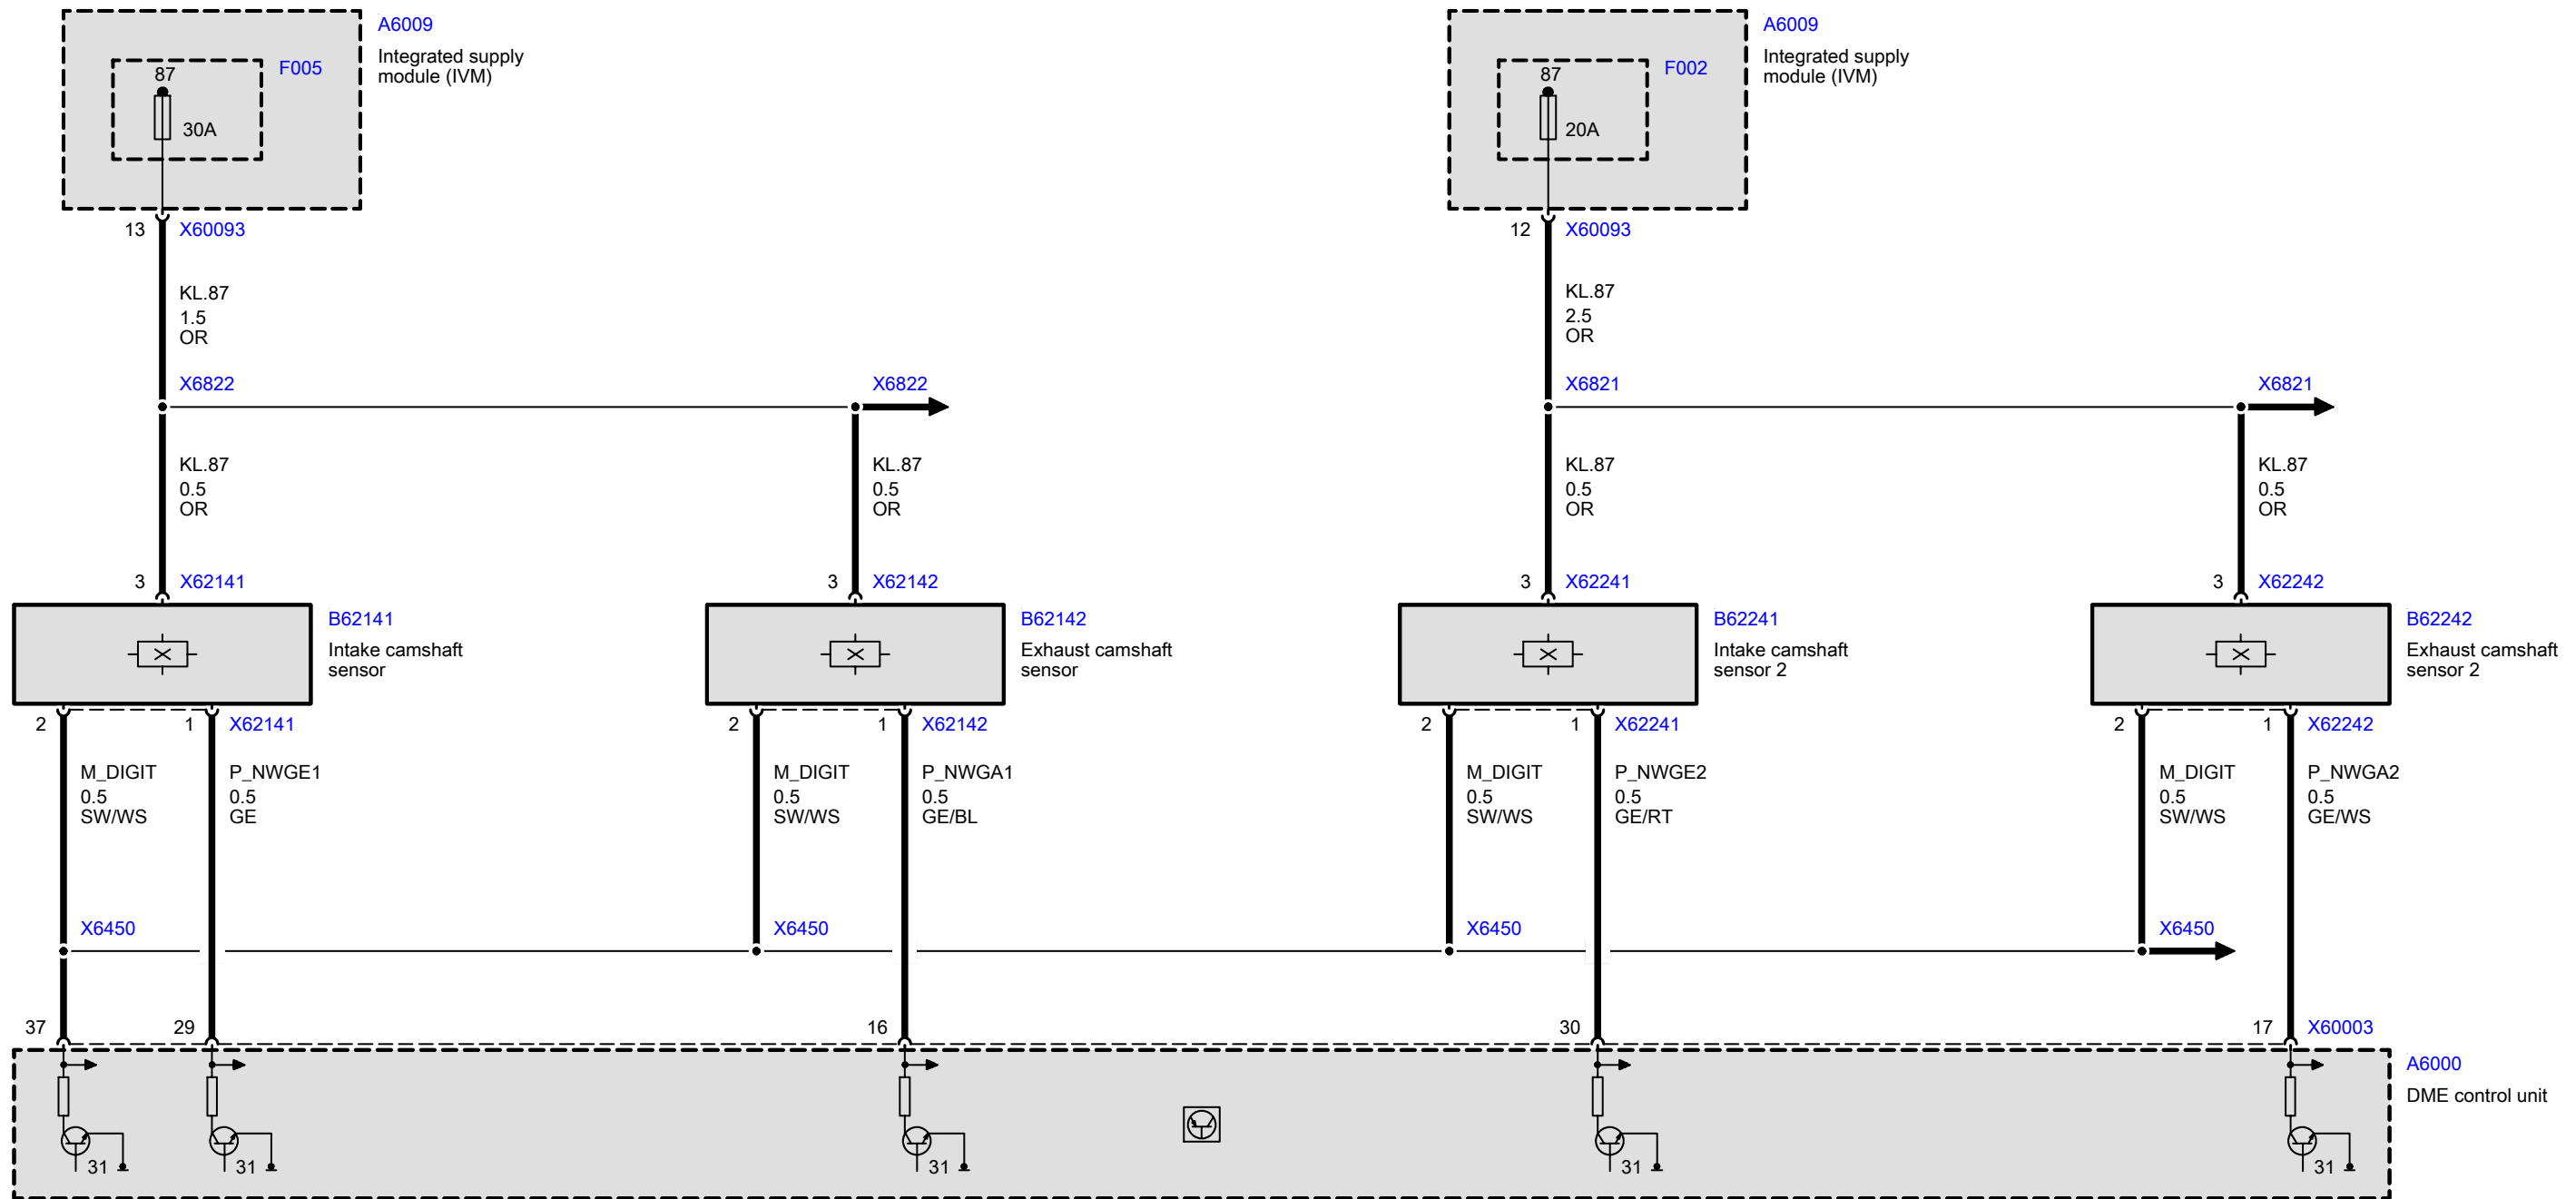 A6009
Integrated supply
module (IVM)
F005
87
30A
13
X60093
KL.87
1.5
OR
X6822
X6822
KL.87
0.5
OR
KL.87
0.5
OR
A6009
Integrated supply
module (IVM)
F002
87
20A
12
X60093
KL.87
2.5
OR
X6821
X6821
KL.87
0.5
OR
KL.87
0.5
OR
3
X62141
B62141
Intake camshaft
sensor
3
X62142
B62142
Exhaust camshaft
sensor
3
X62241
B62241
Intake camshaft
sensor 2
3
X62242
B62242
Exhaust camshaft
sensor 2
2
1
X62141
M_DIGIT
0.5
SW/WS
P_NWGE1
0.5
GE
2
1
X62142
M_DIGIT
0.5
SW/WS
P_NWGA1
0.5
GE/BL
2
1
X62241
M_DIGIT
0.5
SW/WS
P_NWGE2
0.5
GE/RT
2
1
X62242
M_DIGIT
0.5
SW/WS
P_NWGA2
0.5
GE/WS
X6450
X6450
X6450
X6450
37
29
16
30
17
X60003
A6000
DME control unit
31
31
31
31
31